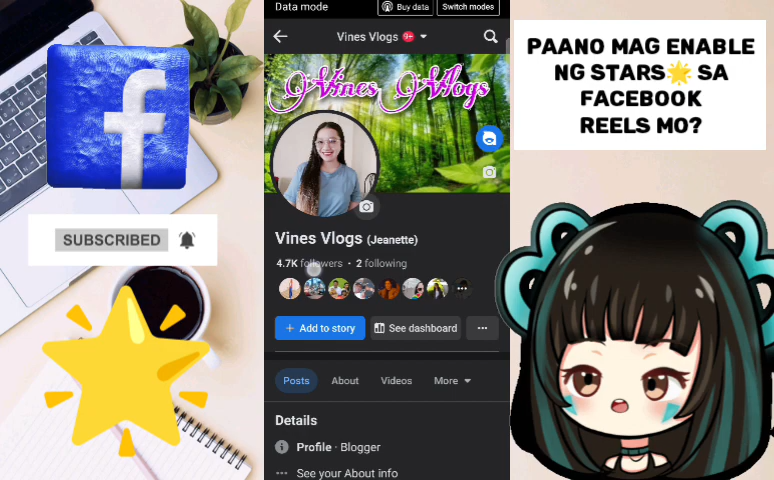 Data mode
Buy data
Switch modes
Vines Vlogs 9+
Vines Vlogs
SUBSCRIBED
PAANO MAG ENABLE
NG STARS🌟 SA
FACEBOOK
REELS MO?
Vines Vlogs (Jeanette)
4.7K followers • 2 following
+ Add to story
See dashboard
...
Posts
About
Videos
More
Details
Profile · Blogger
... See your About info